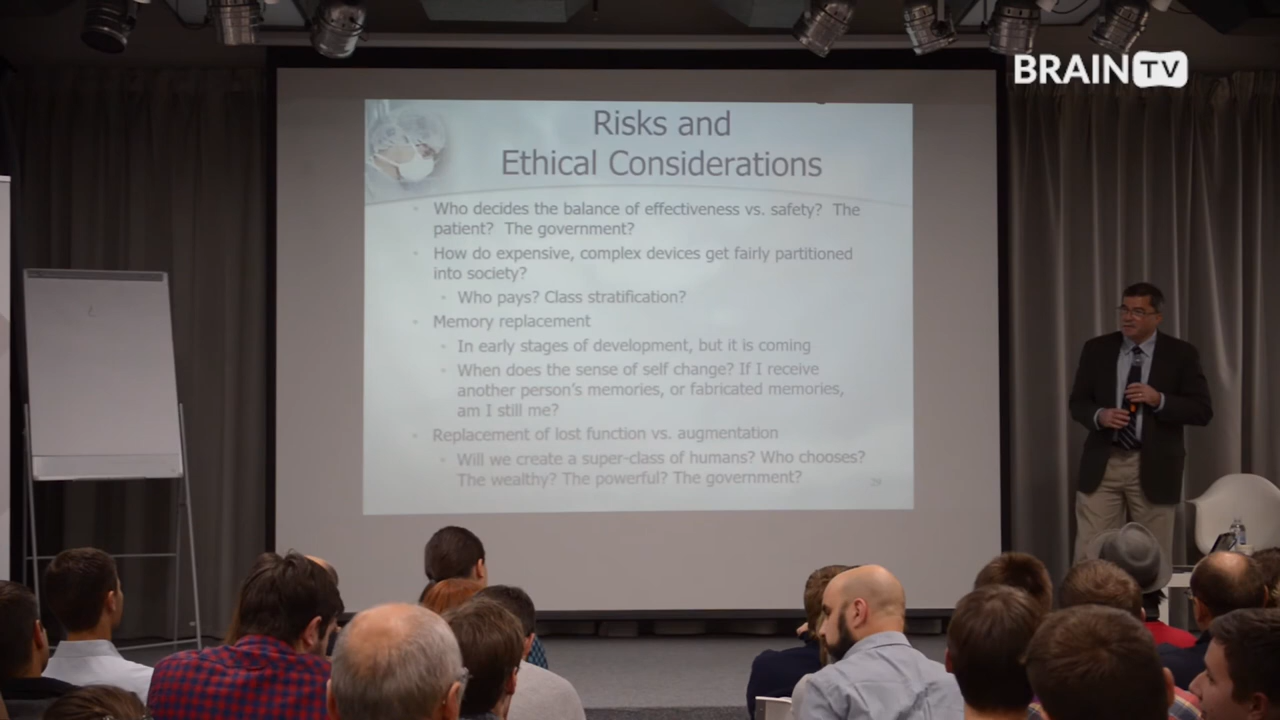 BRAINTV
Risks and
Ethical Considerations
Who decides the balance of effectiveness vs. safety? The
patient? The government?
How do expensive, complex devices get fairly partitioned
into society?
Who pays? Class stratification?
Memory replacement
In early stages of development, but it is coming
When does the sense of self change? If I receive
another person's memories, or fabricated memories,
am I still me?
Replacement of lost function vs. augmentation
Will we create a super-class of humans? Who chooses?
The wealthy? The powerful? The government?